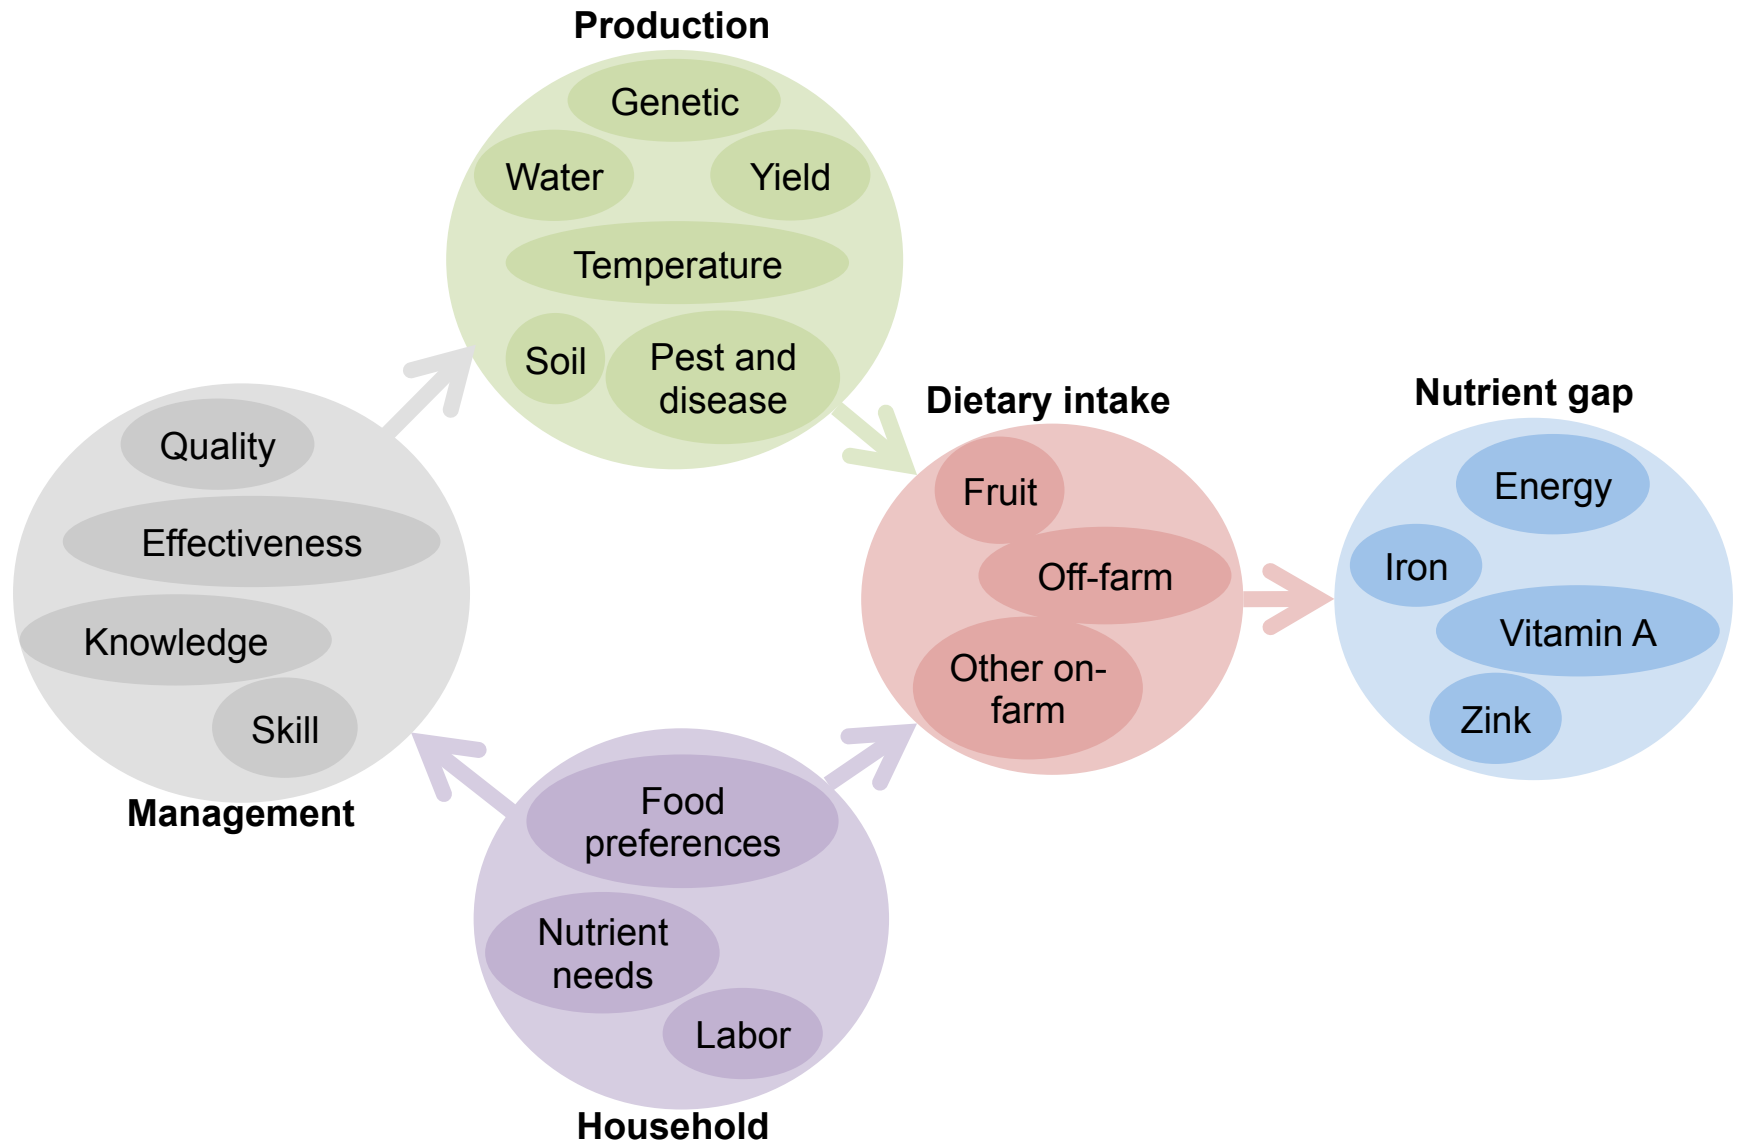 Production
Genetic
Water
Yield
Temperature
Soil
Pest and
disease
Quality
Effectiveness
Knowledge
Skill
Management
Dietary intake
Fruit
Off-farm
Other on-
farm
Nutrient gap
Energy
Iron
Vitamin A
Zink
Food
preferences
Nutrient
needs
Labor
Household